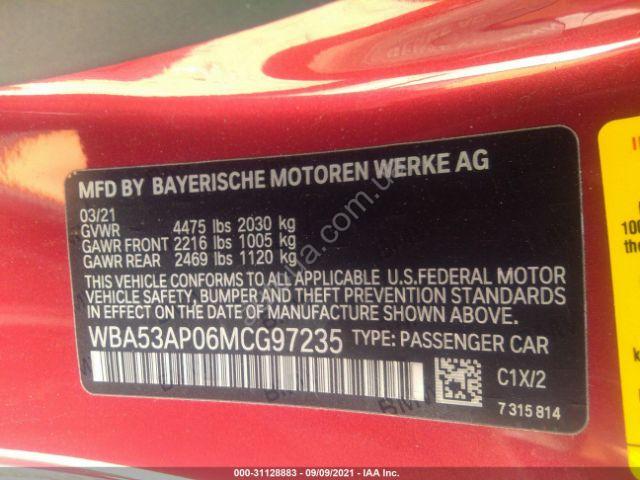 MFD BY BAYERISCHE MOTOREN WERKE AG
03/21
GVWR 4475 lbs 2030 kg
GAWR FRONT 2216 lbs 1005 kg
GAWR REAR 2469 lbs 1120 kg
THIS VEHICLE CONFORMS TO ALL APPLICABLE U.S.FEDERAL MOTOR
VEHICLE SAFETY, BUMPER AND THEFT PREVENTION STANDARDS
IN EFFECT ON THE DATE OF MANUFACTURE SHOWN ABOVE.
WBA53AP06MCG97235 TYPE: PASSENGER CAR
C1X/2
7 315 814
100
the
000-31128883 - 09/09/2021 - IAA Inc.